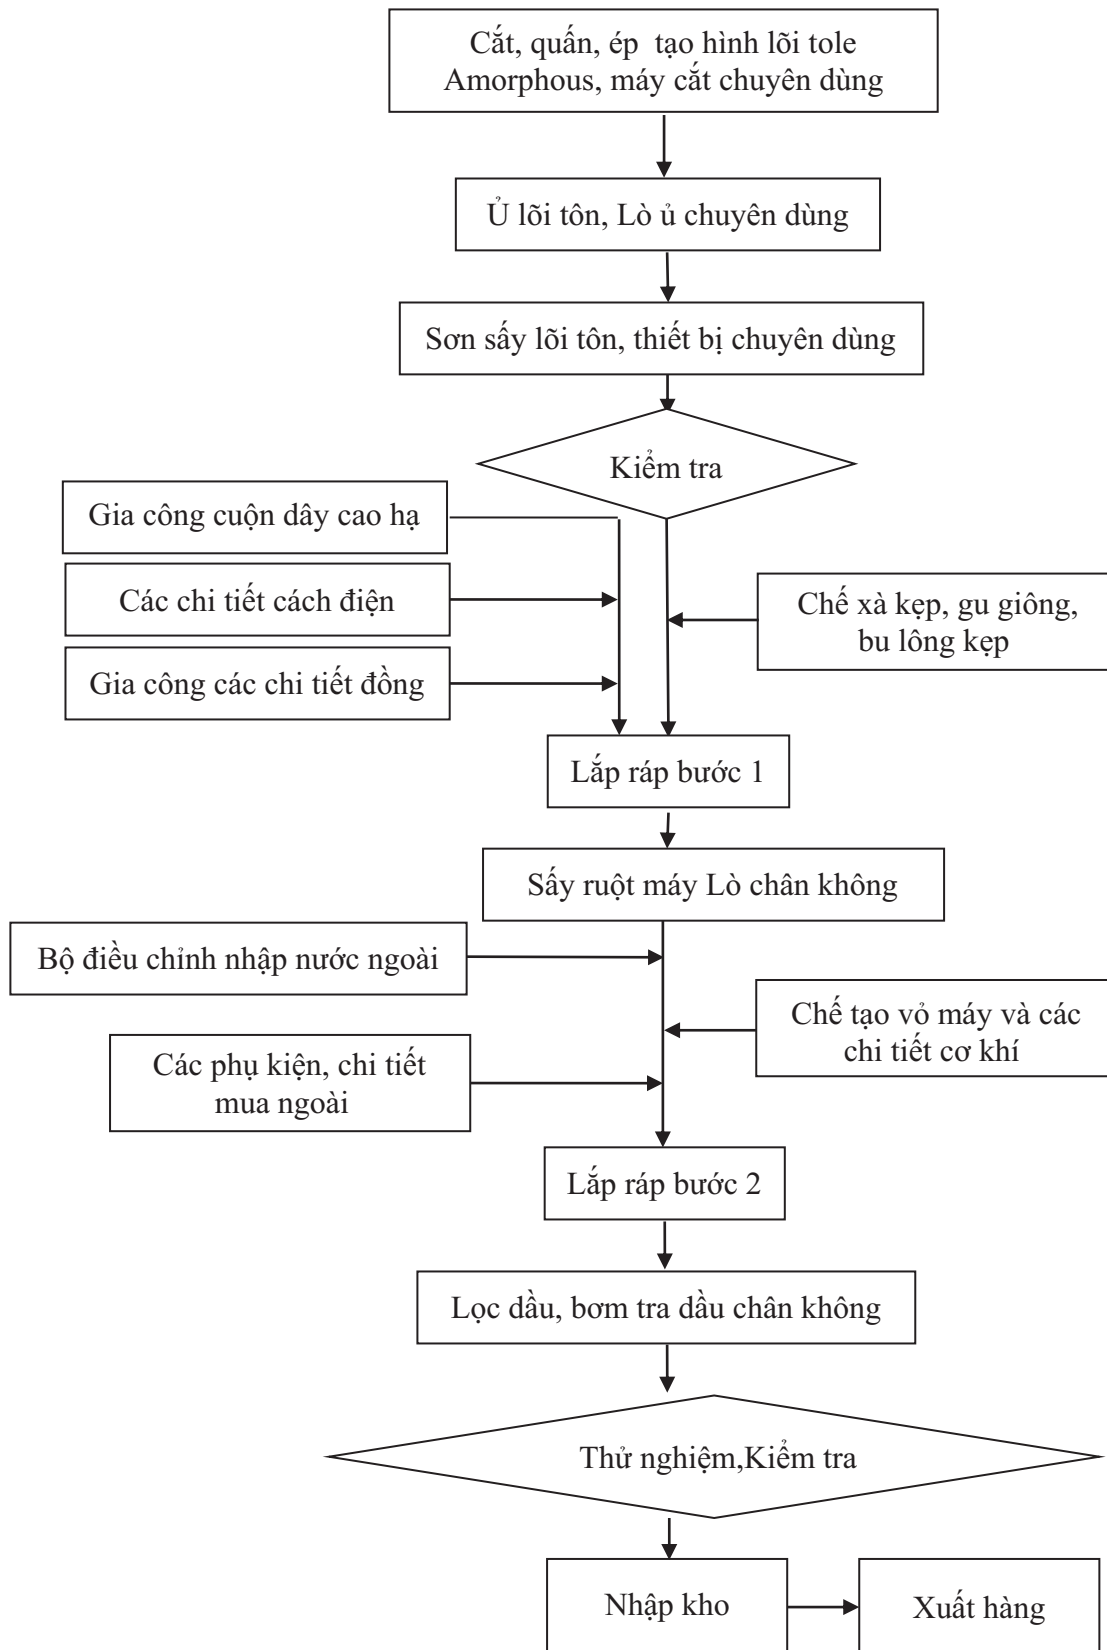 Cắt, quấn, ép tạo hình lõi tole
Amorphous, máy cắt chuyên dùng
Ủ lõi tôn, Lò ủ chuyên dùng
Sơn sấy lõi tôn, thiết bị chuyên dùng
Kiểm tra
Gia công cuộn dây cao hạ
Các chi tiết cách điện
Chế xà kẹp, gu giông,
bu lông kẹp
Gia công các chi tiết đồng
Lắp ráp bước 1
Sấy ruột máy Lò chân không
Bộ điều chỉnh nhập nước ngoài
Chế tạo vỏ máy và các
chi tiết cơ khí
Các phụ kiện, chi tiết
mua ngoài
Lắp ráp bước 2
Lọc dầu, bơm tra dầu chân không
Thử nghiệm,Kiểm tra
Nhập kho
Xuất hàng